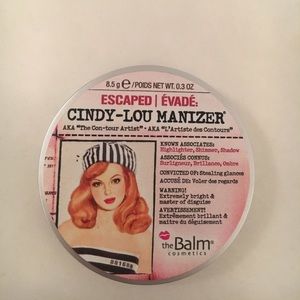 8.5 g e /POIDS NET WT. 0.3 OZ.
ESCAPED | ÉVADÉ:
CINDY-LOU MANIZER®
AKA "The Con-tour Artist" · AKA "L'Artiste des Contours"
KNOWN ASSOCIATES:
Highlighter, Shimmer, Shadow
ASSOCIÉS CONNUS:
Enrligneur, Brillantes, Ombre
CONVICTED OF: Stealing glances
ACCUSÉ DE: Voler des regards
WARNING!
Extremely bright &
master of disguise
AVERTISSEMENT!
Extrêmement brillant &
maître du déguisement
theBalm®
cosmetics